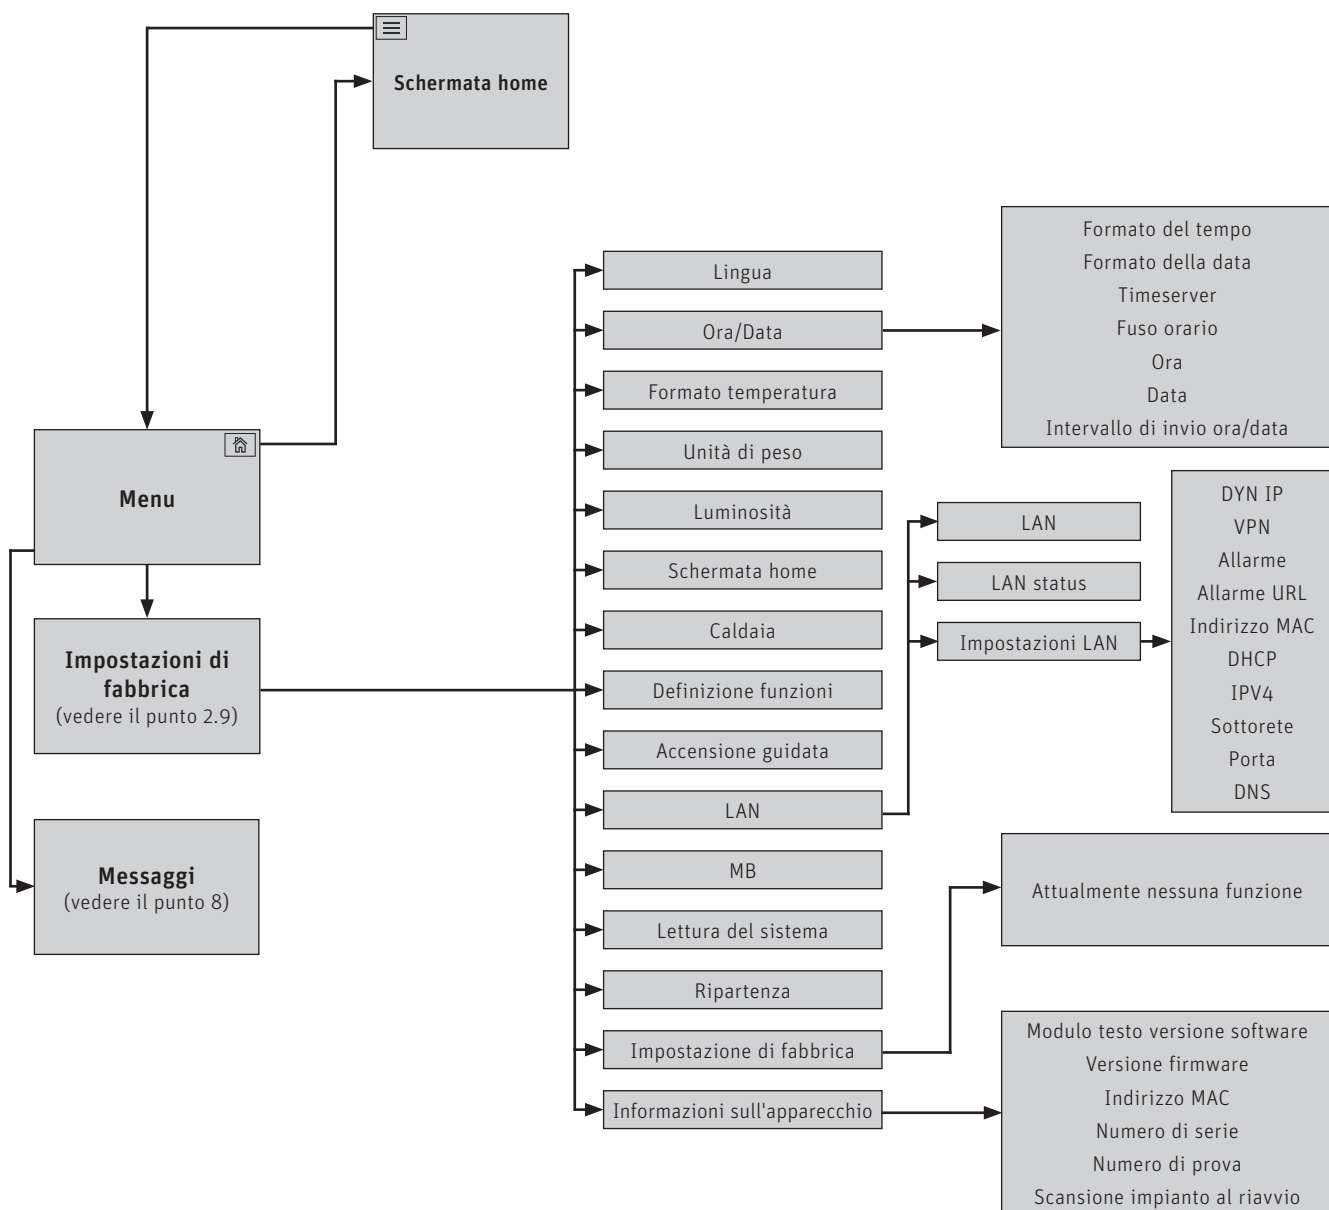 Schermata home
Menu
Impostazioni di
fabbrica
(vedere il punto 2.9)
Messaggi
(vedere il punto 8)
Lingua
Ora/Data
Formato temperatura
Unità di peso
Luminosità
Schermata home
Caldaia
Definizione funzioni
Accensione guidata
LAN
MB
Lettura del sistema
Ripartenza
Impostazione di fabbrica
Informazioni sull'apparecchio
Formato del tempo
Formato della data
Timeserver
Fuso orario
Ora
Data
Intervallo di invio ora/data
LAN
LAN status
Impostazioni LAN
DYN IP
VPN
Allarme
Allarme URL
Indirizzo MAC
DHCP
IPV4
Sottorete
Porta
DNS
Attualmente nessuna funzione
Modulo testo versione software
Versione firmware
Indirizzo MAC
Numero di serie
Numero di prova
Scansione impianto al riavvio